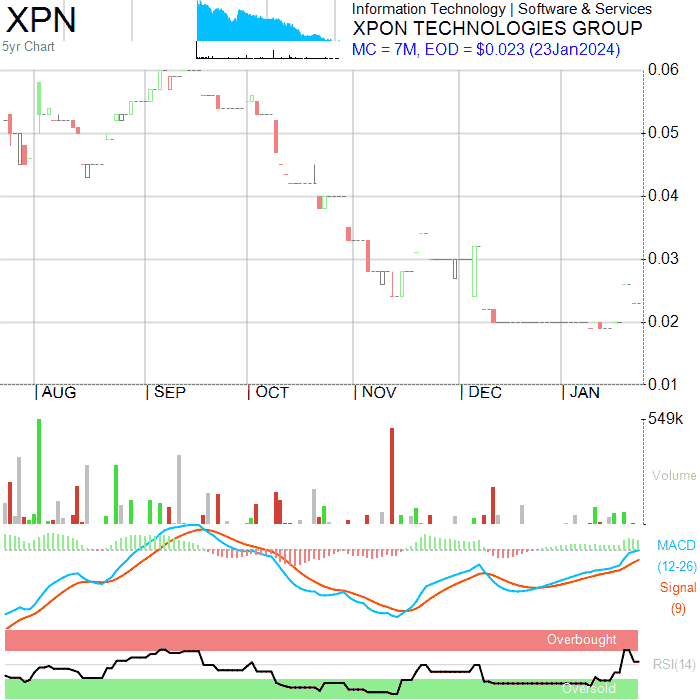 XPN
5yr Chart
Information Technology | Software & Services
XPON TECHNOLOGIES GROUP
MC = 7M, EOD = $0.023 (23Jan2024)
0.06
0.05
0.04
0.03
0.02
0.01
| AUG | SEP | OCT | NOV | DEC | JAN
549k
Volume
MACD
(12-26)
Signal
(9)
Overbought
RSI(14)
Oversold